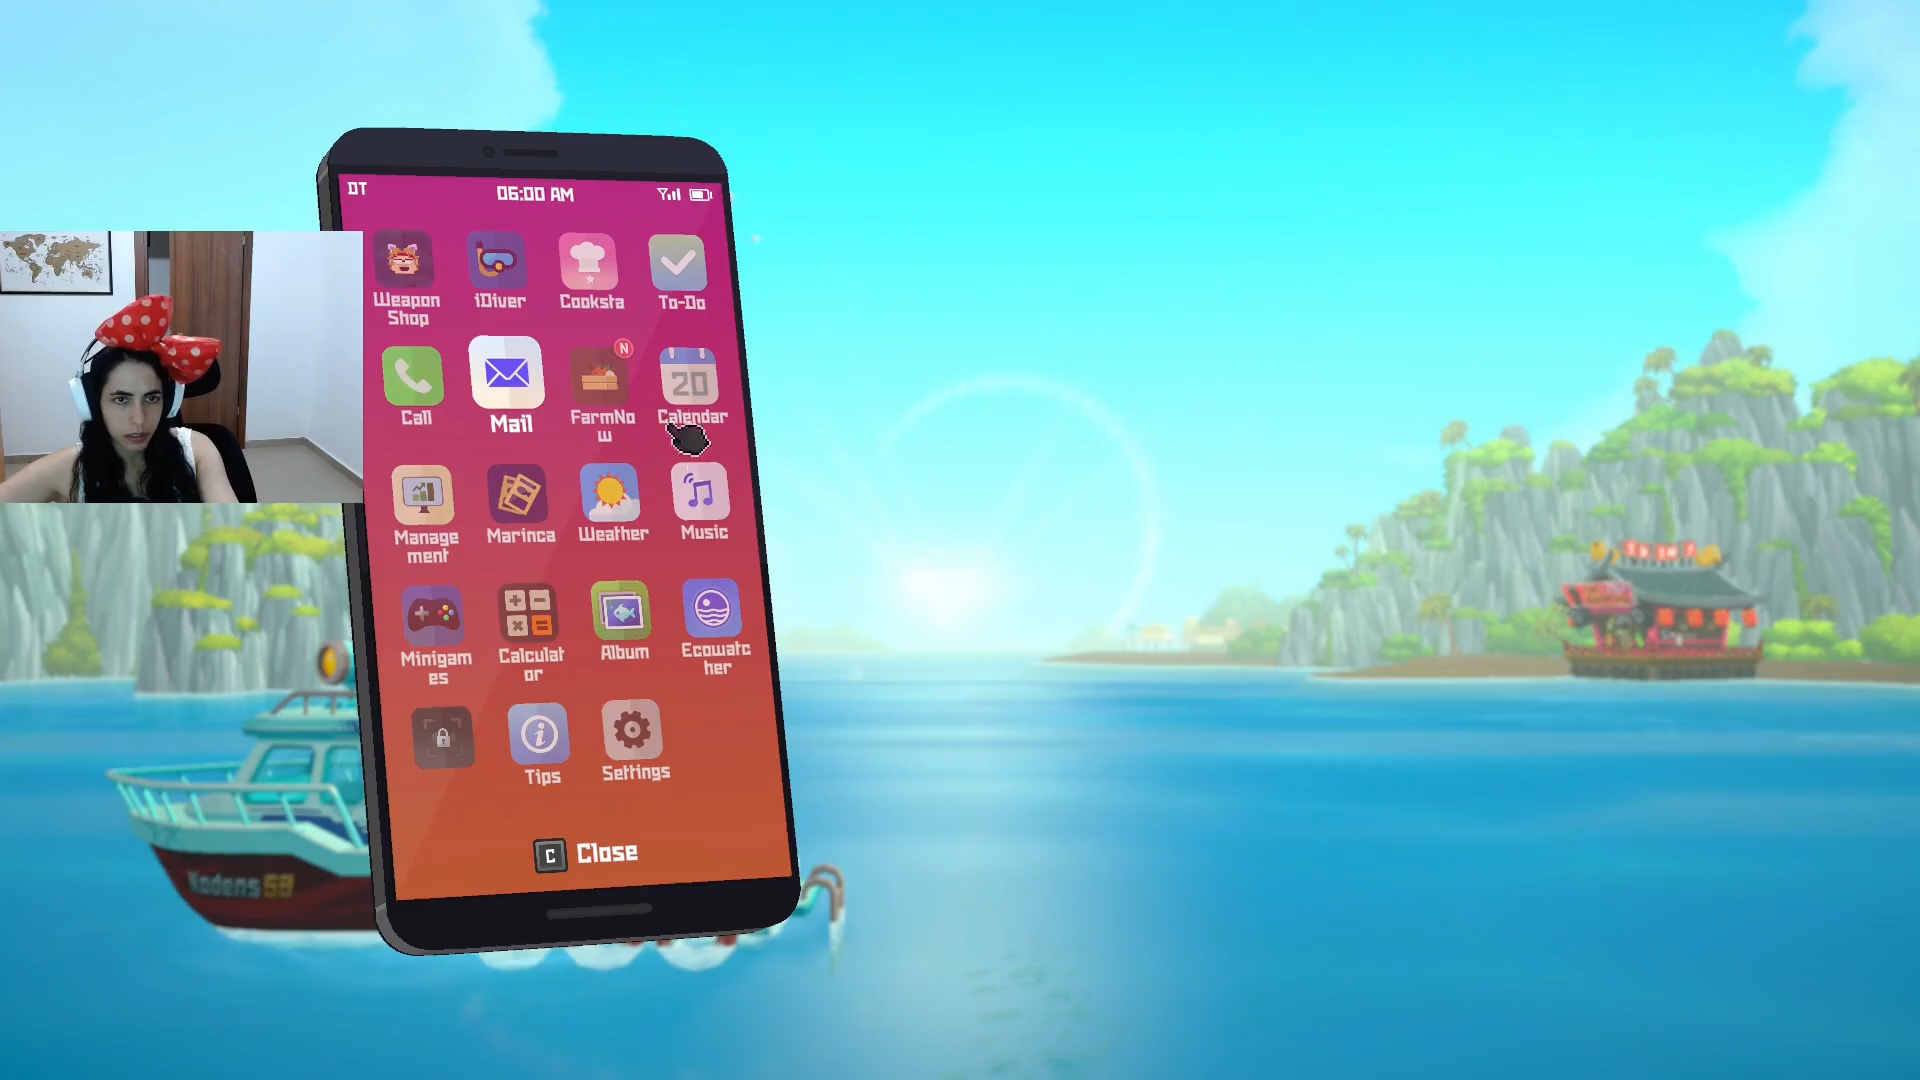 DT
06:00 AM
Weapon
Shop
iDiver
Cooksta
To-Do
Call
Mail
N
FarmNo
w
20
Calendar
Manage
ment
Marinca
Weather
Music
Minigam
es
Calculat
or
Album
Ecowatc
her
Tips
Settings
C Close
Nadens68